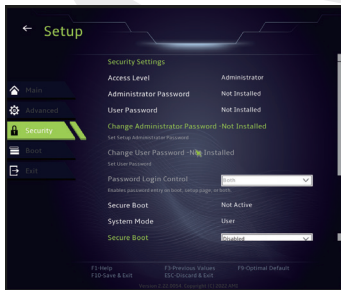 ← Setup
Security Settings
Access Level Administrator
Administrator Password Not Installed
User Password Not Installed
Change Administrator Password -Not Installed
Set Setup Administrator Password
Change User Password -Not Installed
Set User Password
Password Login Control Both
Enables password entry on boot, setup page, or both.
Secure Boot Not Active
System Mode User
Secure Boot Disabled
Main
Advanced
Security
Boot
Exit
F1-Help F3-Previous Values F9-Optimal Default
F10-Save & Exit ESC-Discard & Exit